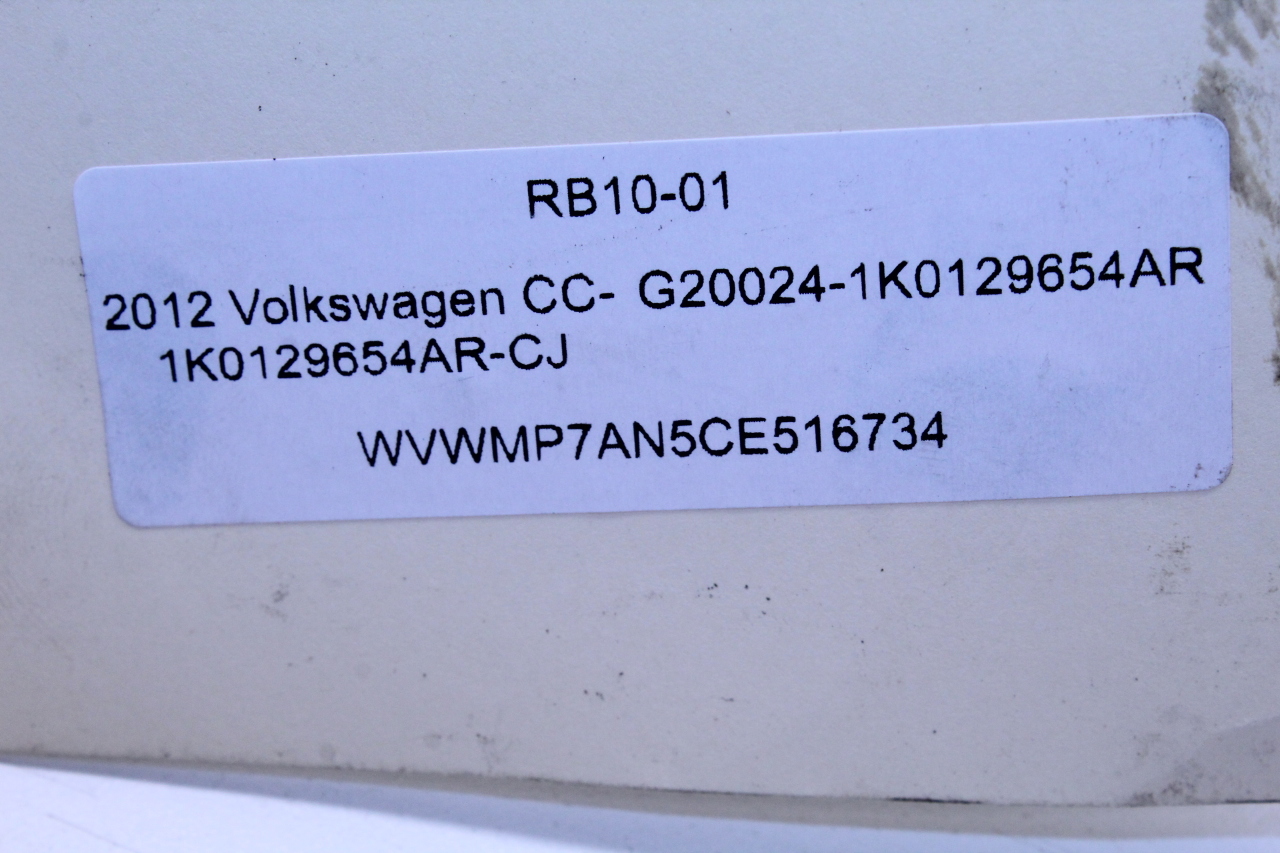 RB10-01
2012 Volkswagen CC- G20024-1K0129654AR
1K0129654AR-CJ
WVWMP7AN5CE516734